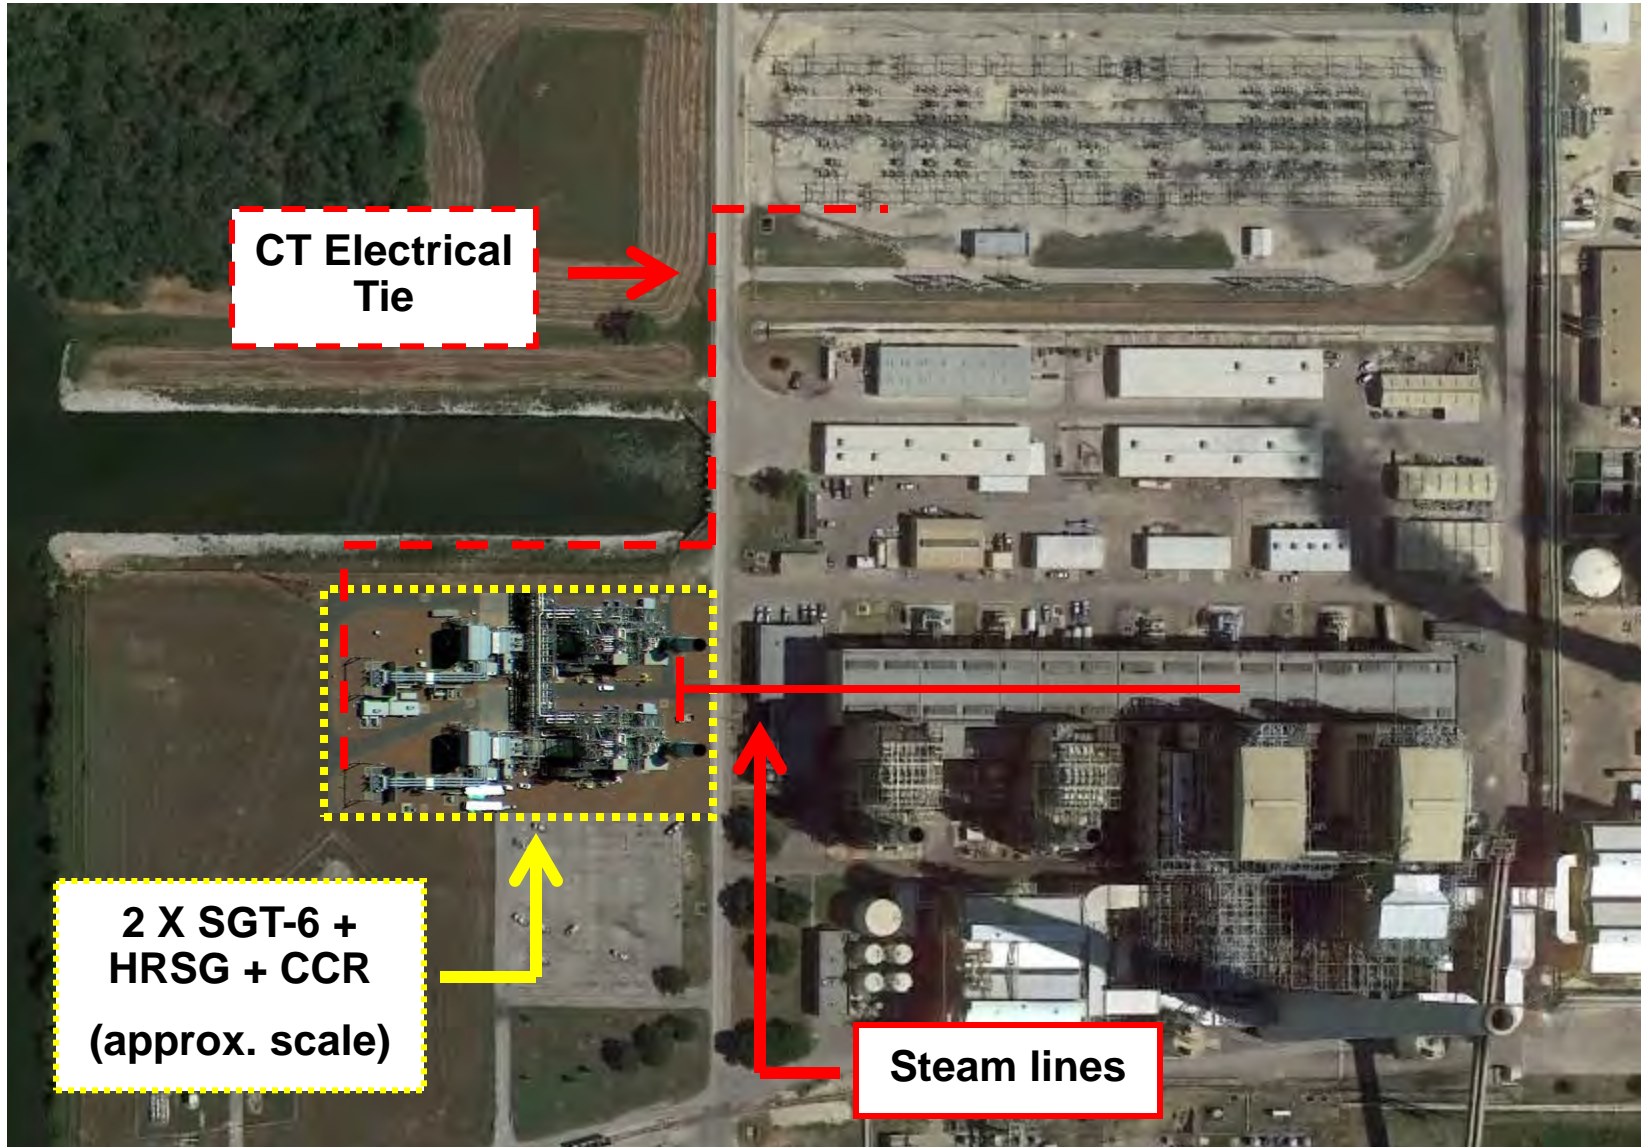 CT Electrical
Tie
2 X SGT-6 +
HRSG + CCR
(approx. scale)
Steam lines